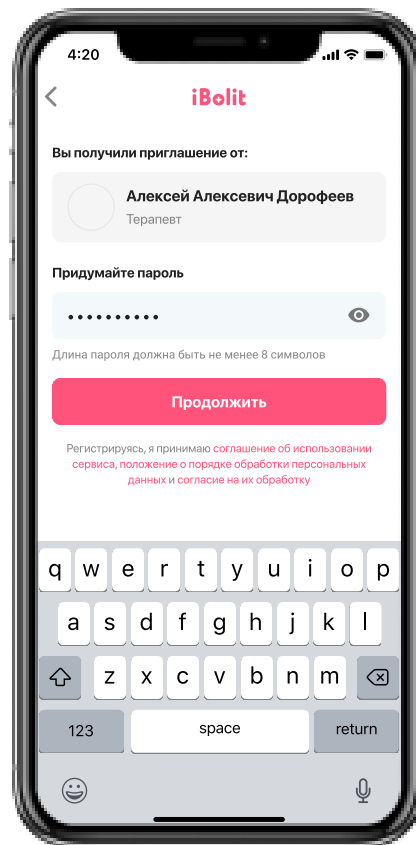 4:20
iBolit
Вы получили приглашение от:
Алексей Алексевич Дорофеев
Терапевт
Придумайте пароль
••••••••••
Длина пароля должна быть не менее 8 символов
Продолжить
Регистрируясь, я принимаю соглашение об использовании
сервиса, положение о порядке обработки персональных
данных и согласие на их обработку
q w e r t y u i o p
a s d f g h j k l
z x c v b n m
123 space return